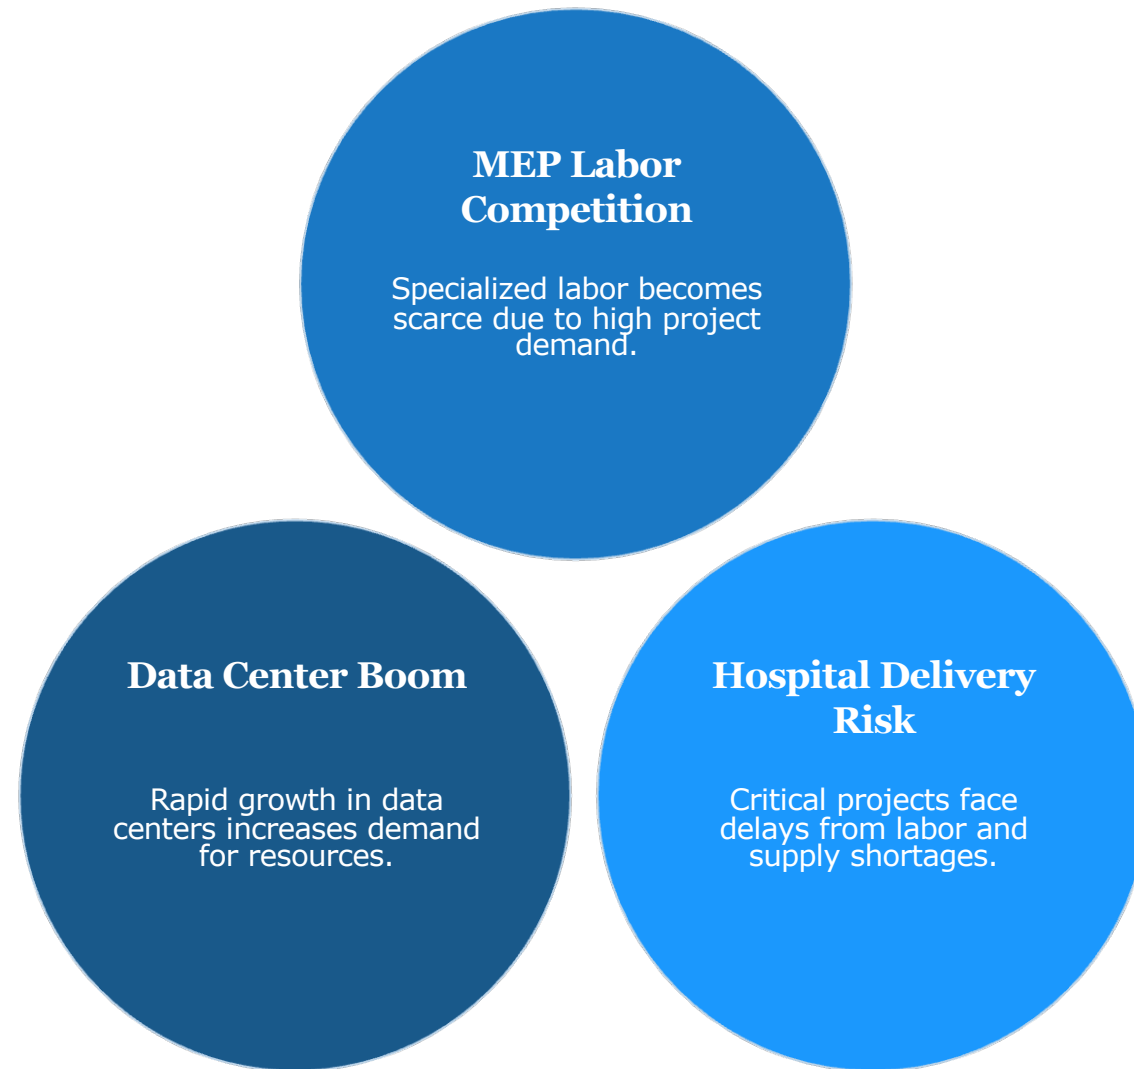 MEP Labor
Competition
Specialized labor becomes
scarce due to high project
demand.
Data Center Boom
Rapid growth in data
centers increases demand
for resources.
Hospital Delivery
Risk
Critical projects face
delays from labor and
supply shortages.